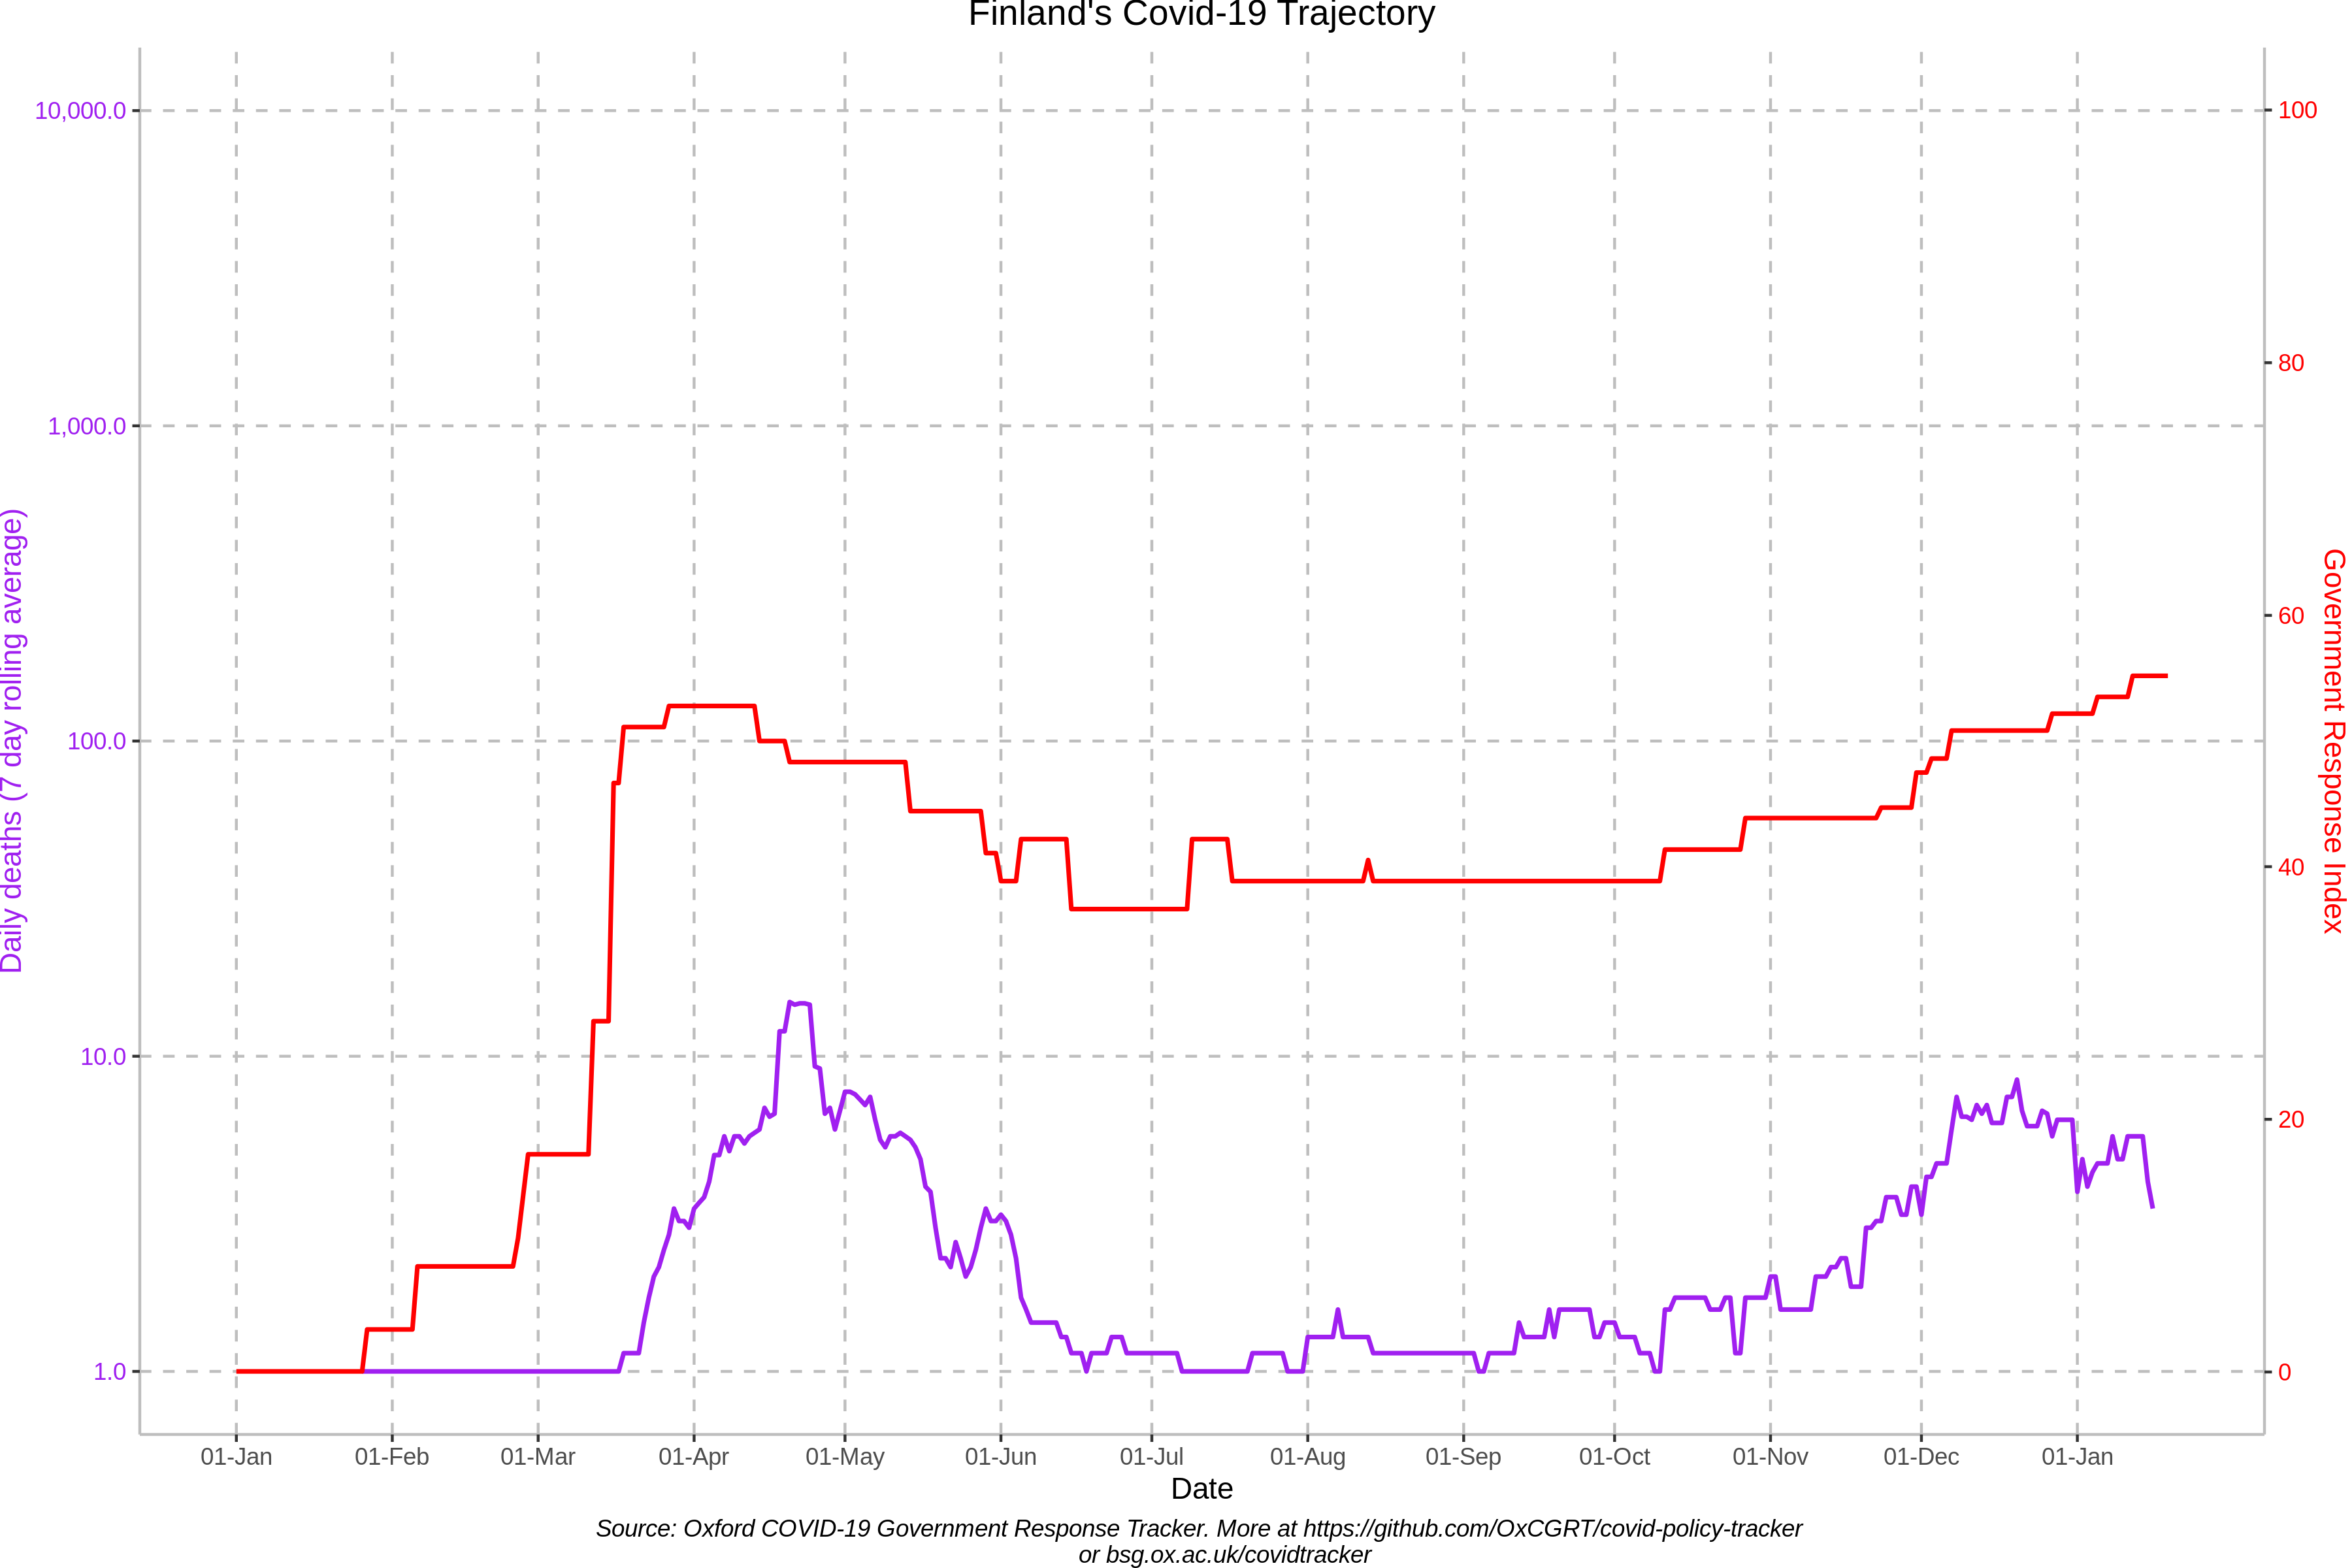 Finland's Covid-19 Trajectory
10,000.0
1,000.0
100.0
10.0
1.0
Daily deaths (7 day rolling average)
100
80
60
40
20
0
Government Response Index
01-Jan
01-Feb
01-Mar
01-Apr
01-May
01-Jun
01-Jul
01-Aug
01-Sep
01-Oct
01-Nov
01-Dec
01-Jan
Date
Source: Oxford COVID-19 Government Response Tracker. More at https://github.com/OxCGRT/covid-policy-tracker
or bsg.ox.ac.uk/covidtracker